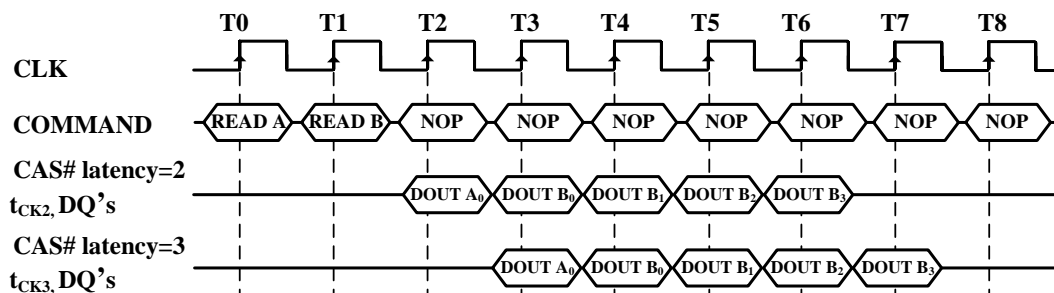 T0 T1 T2 T3 T4 T5 T6 T7 T8
CLK
COMMAND READ A READ B NOP NOP NOP NOP NOP NOP NOP
CAS# latency=2
tCK2, DQ's DOUT A0 DOUT B0 DOUT B1 DOUT B2 DOUT B3
CAS# latency=3
tCK3, DQ's DOUT A0 DOUT B0 DOUT B1 DOUT B2 DOUT B3